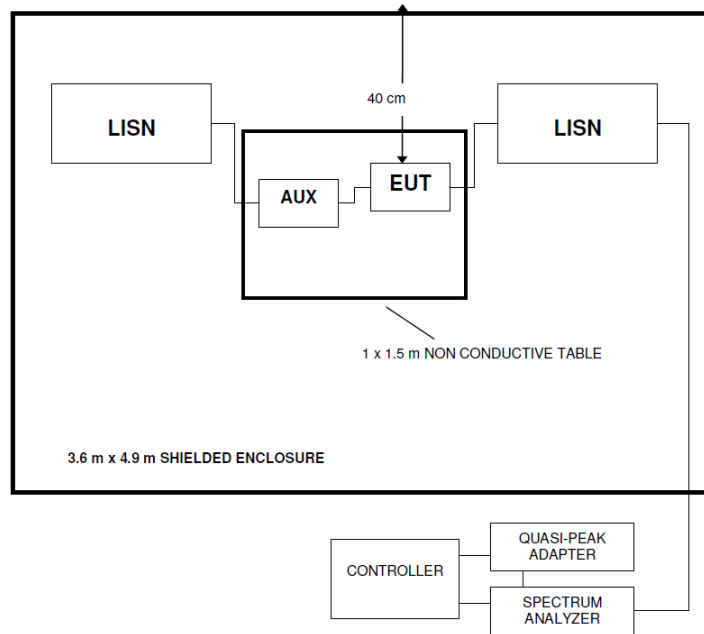 40 cm
LISN
LISN
EUT
AUX
1 x 1.5 m NON CONDUCTIVE TABLE
3.6 m x 4.9 m SHIELDED ENCLOSURE
QUASI-PEAK
ADAPTER
CONTROLLER
SPECTRUM
ANALYZER